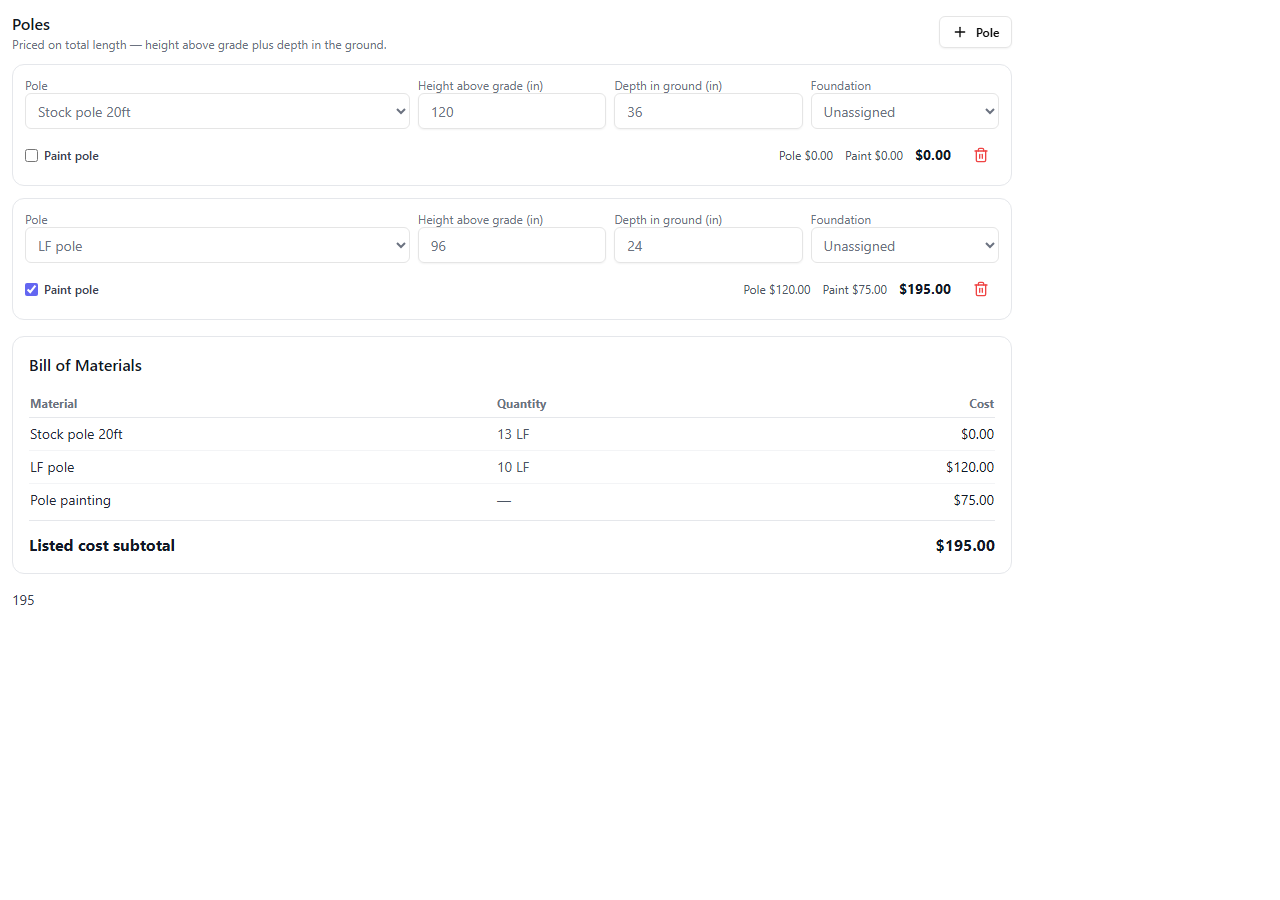 Poles
Priced on total length — height above grade plus depth in the ground.
+ Pole
Pole Height above grade (in) Depth in ground (in) Foundation
Stock pole 20ft 120 36 Unassigned
Paint pole Pole $0.00 Paint $0.00 $0.00
Pole Height above grade (in) Depth in ground (in) Foundation
LF pole 96 24 Unassigned
Paint pole Pole $120.00 Paint $75.00 $195.00
Bill of Materials
Material Quantity Cost
Stock pole 20ft 13 LF $0.00
LF pole 10 LF $120.00
Pole painting — $75.00
Listed cost subtotal $195.00
195